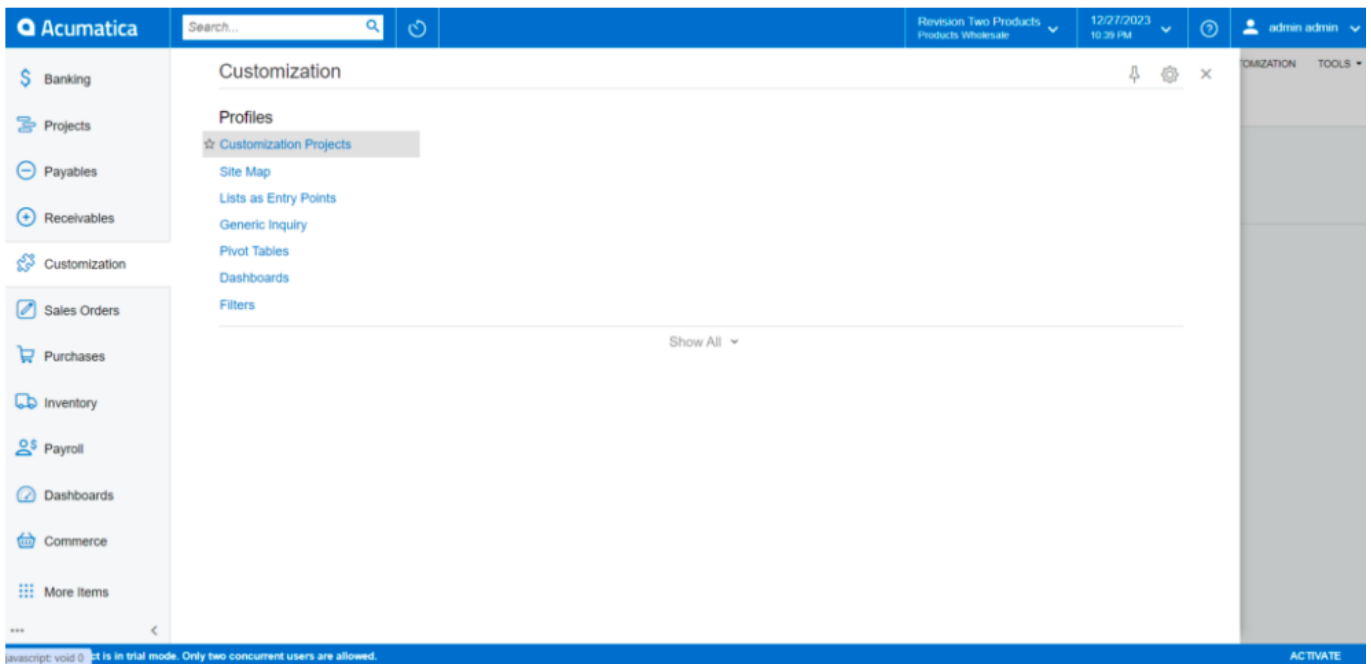 Acumatica
Search...
Revision Two Products
Products Wholesale
12/27/2023
10:39 PM
admin admin
Banking
Projects
Payables
Receivables
Customization
Sales Orders
Purchases
Inventory
Payroll
Dashboards
Commerce
More Items
Customization
Profiles
Customization Projects
Site Map
Lists as Entry Points
Generic Inquiry
Pivot Tables
Dashboards
Filters
Show All
TOOLS
javascript: void 0
is in trial mode. Only two concurrent users are allowed.
ACTIVATE